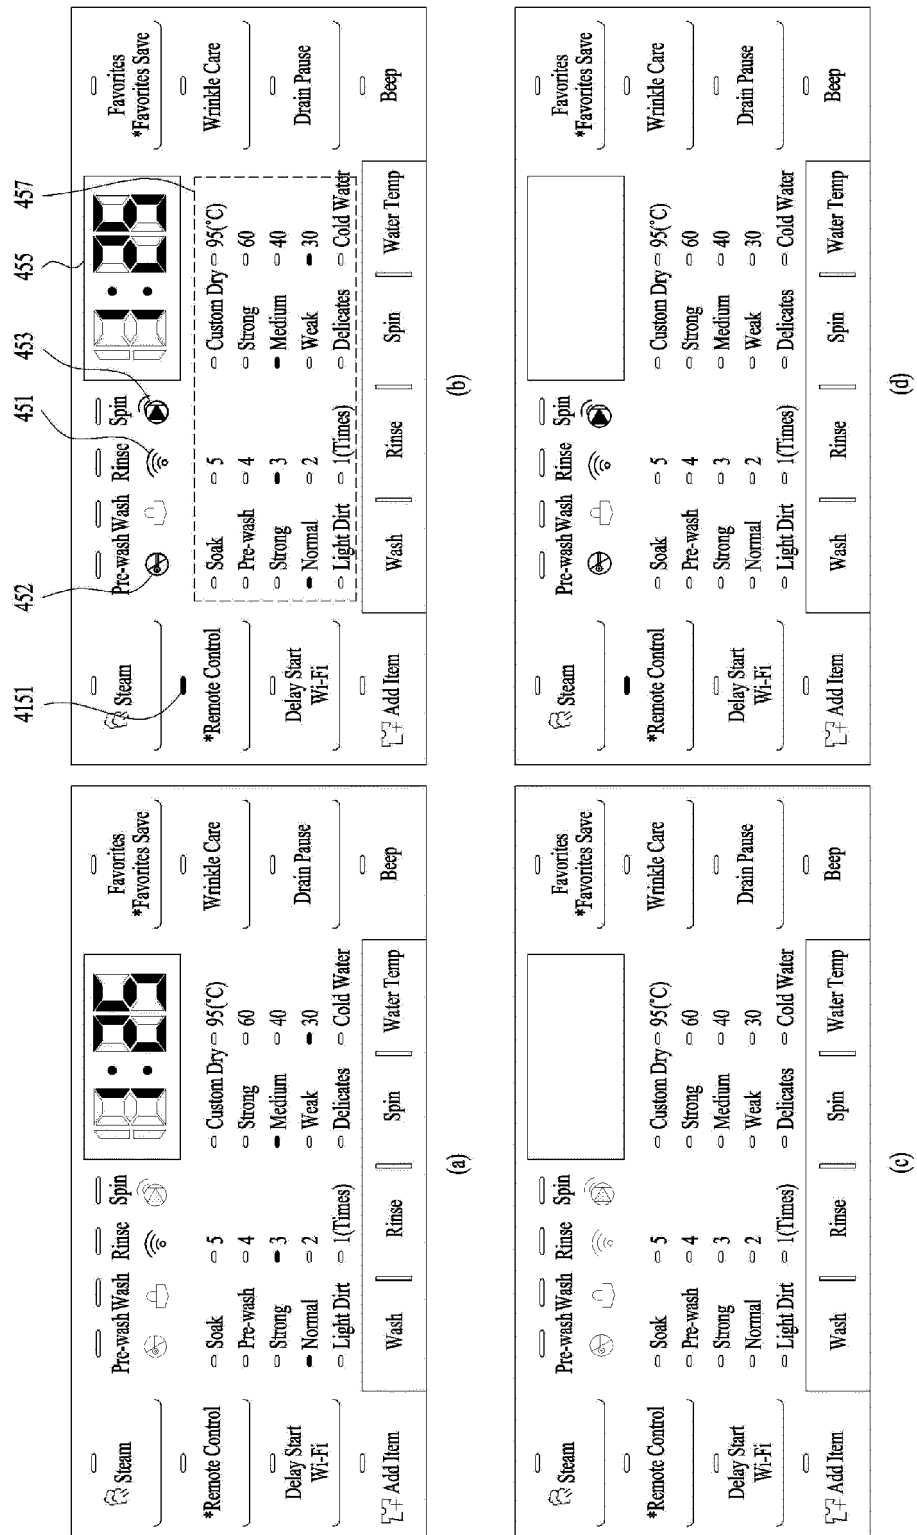 4151
452
451
453
455
457
Steam
*Remote Control
Delay Start
Wi-Fi
Add Item
Pre-wash Wash Rinse Spin
Soak 5 Custom Dry 95(°C)
Pre-wash 4 Strong 60
Strong 3 Medium 40
Normal 2 Weak 30
Light Dirt 1(Times) Delicates Cold Water
Wash Rinse Spin Water Temp
Favorites
*Favorites Save
Wrinkle Care
Drain Pause
Beep
(a)
Steam
*Remote Control
Delay Start
Wi-Fi
Add Item
Pre-wash Wash Rinse Spin
Soak 5 Custom Dry 95(°C)
Pre-wash 4 Strong 60
Strong 3 Medium 40
Normal 2 Weak 30
Light Dirt 1(Times) Delicates Cold Water
Wash Rinse Spin Water Temp
Favorites
*Favorites Save
Wrinkle Care
Drain Pause
Beep
(b)
Steam
*Remote Control
Delay Start
Wi-Fi
Add Item
Pre-wash Wash Rinse Spin
Soak 5 Custom Dry 95(°C)
Pre-wash 4 Strong 60
Strong 3 Medium 40
Normal 2 Weak 30
Light Dirt 1(Times) Delicates Cold Water
Wash Rinse Spin Water Temp
Favorites
*Favorites Save
Wrinkle Care
Drain Pause
Beep
(c)
Steam
*Remote Control
Delay Start
Wi-Fi
Add Item
Pre-wash Wash Rinse Spin
Soak 5 Custom Dry 95(°C)
Pre-wash 4 Strong 60
Strong 3 Medium 40
Normal 2 Weak 30
Light Dirt 1(Times) Delicates Cold Water
Wash Rinse Spin Water Temp
Favorites
*Favorites Save
Wrinkle Care
Drain Pause
Beep
(d)